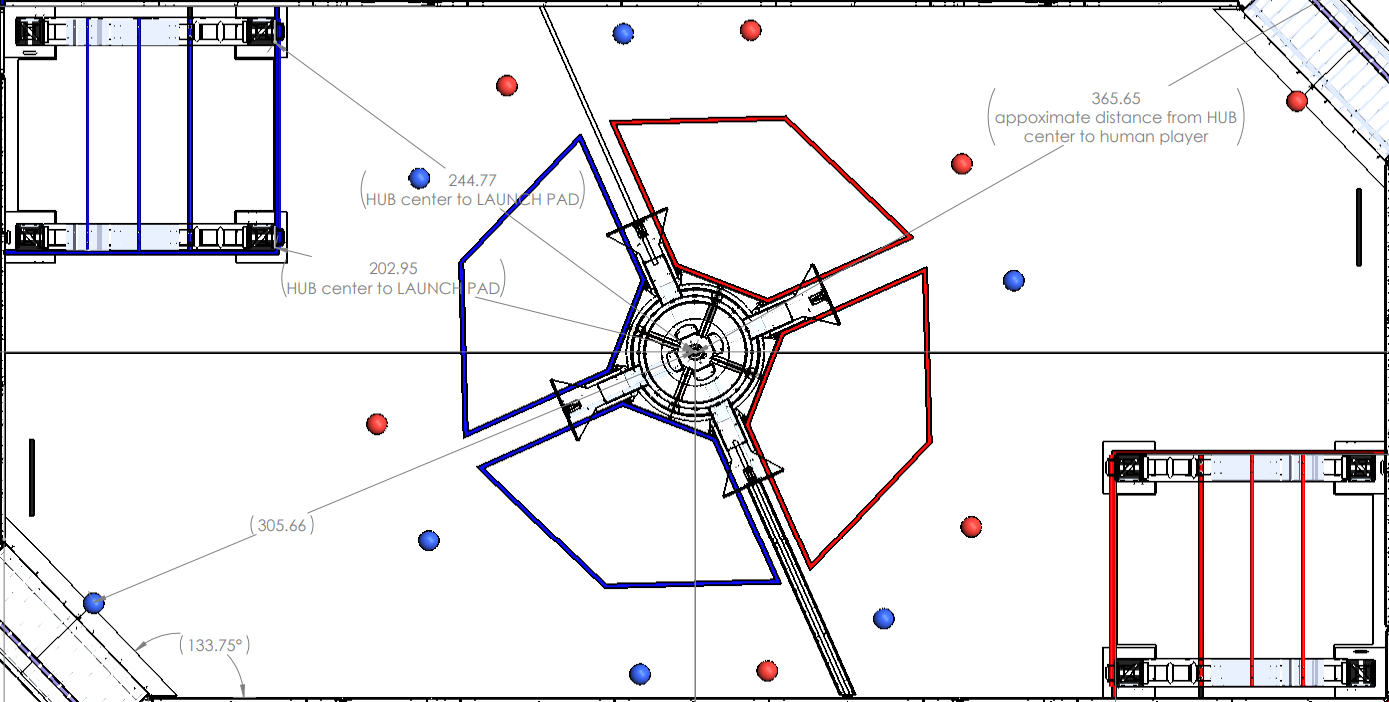 365.65
appoximate distance from HUB
center to human player
244.77
(HUB center to LAUNCH PAD)
202.95
(HUB center to LAUNCH PAD)
(305.66)
(133.75°)